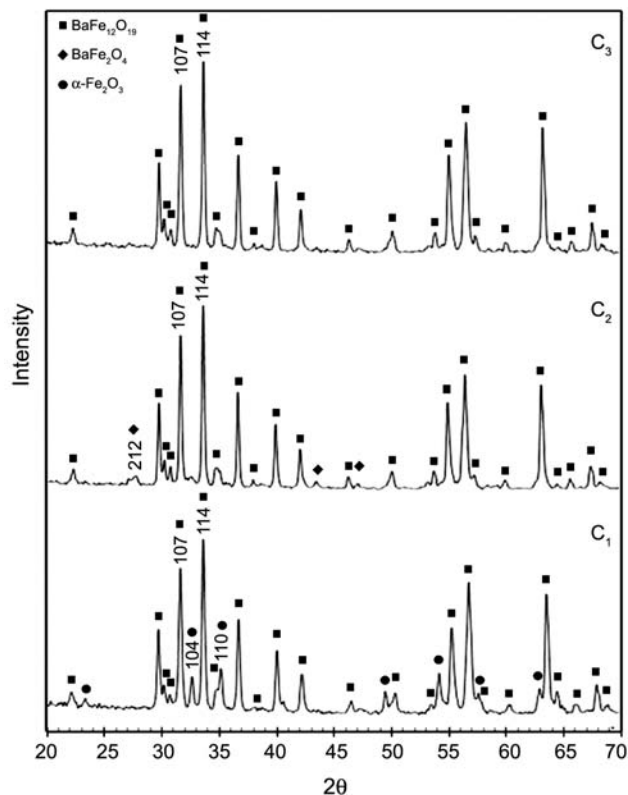 ■ BaFe₁₂O₁₉
◆ BaFe₂O₄
● α-Fe₂O₃
C₃
107
114
C₂
212
107
114
C₁
107
104
114
110
Intensity
20 25 30 35 40 45 50 55 60 65 70
2θ